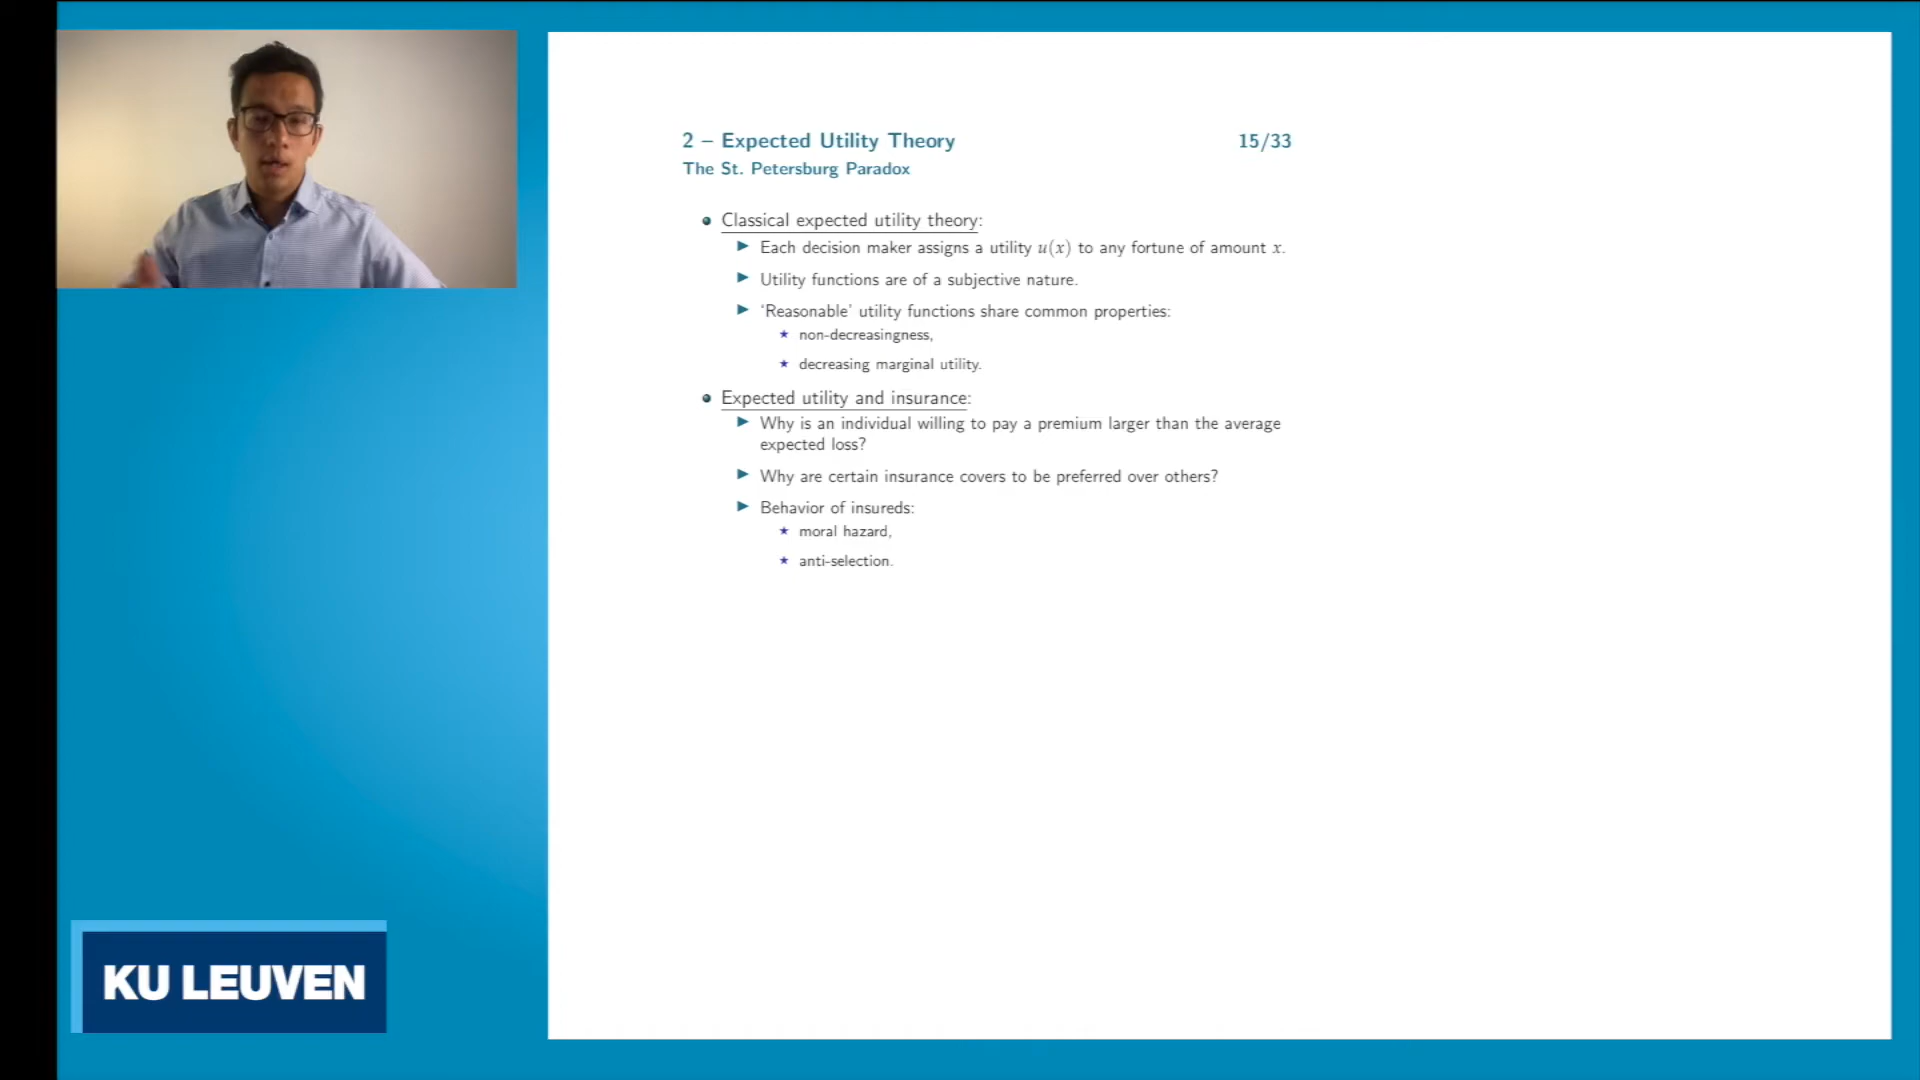 2 – Expected Utility Theory 15/33
The St. Petersburg Paradox
Classical expected utility theory:
Each decision maker assigns a utility u(x) to any fortune of amount x.
Utility functions are of a subjective nature.
‘Reasonable’ utility functions share common properties:
non-decreasingness,
decreasing marginal utility.
Expected utility and insurance:
Why is an individual willing to pay a premium larger than the average
expected loss?
Why are certain insurance covers to be preferred over others?
Behavior of insureds:
moral hazard,
anti-selection.
KU LEUVEN